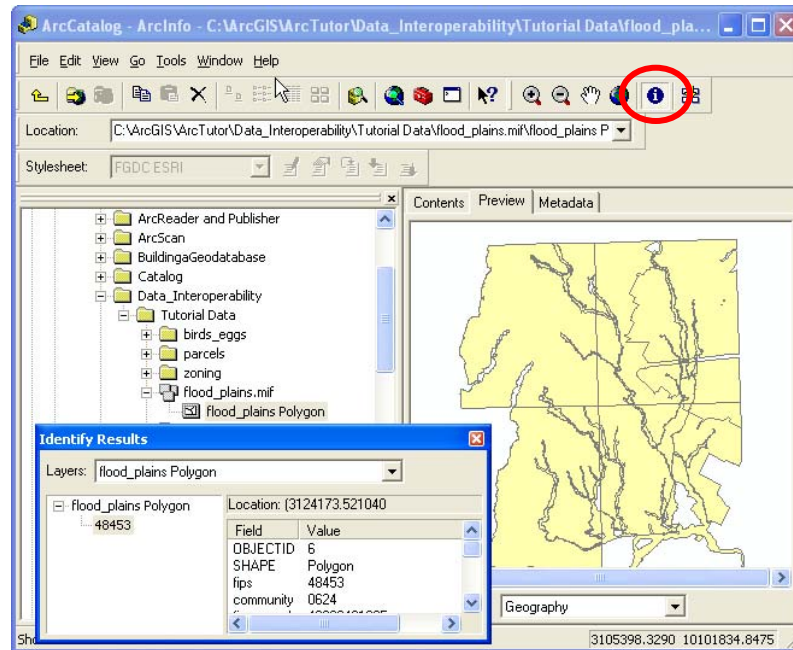 ArcCatalog - ArcInfo - C:\ArcGIS\ArcTutor\Data_Interoperability\Tutorial Data\flood_pla...
File Edit View Go Tools Window Help
Location: C:\ArcGIS\ArcTutor\Data_Interoperability\Tutorial Data\flood_plains.mif\flood_plains P
Stylesheet: FGDC ESRI
Contents Preview Metadata
ArcReader and Publisher
ArcScan
BuildingaGeodatabase
Catalog
Data_Interoperability
Tutorial Data
birds_eggs
parcels
zoning
flood_plains.mif
flood_plains Polygon
Identify Results
Layers: flood_plains Polygon
flood_plains Polygon
48453
Location: (3124173.521040
Field Value
OBJECTID 6
SHAPE Polygon
fips 48453
community 0624
Geography
3105398.3290 10101834.8475